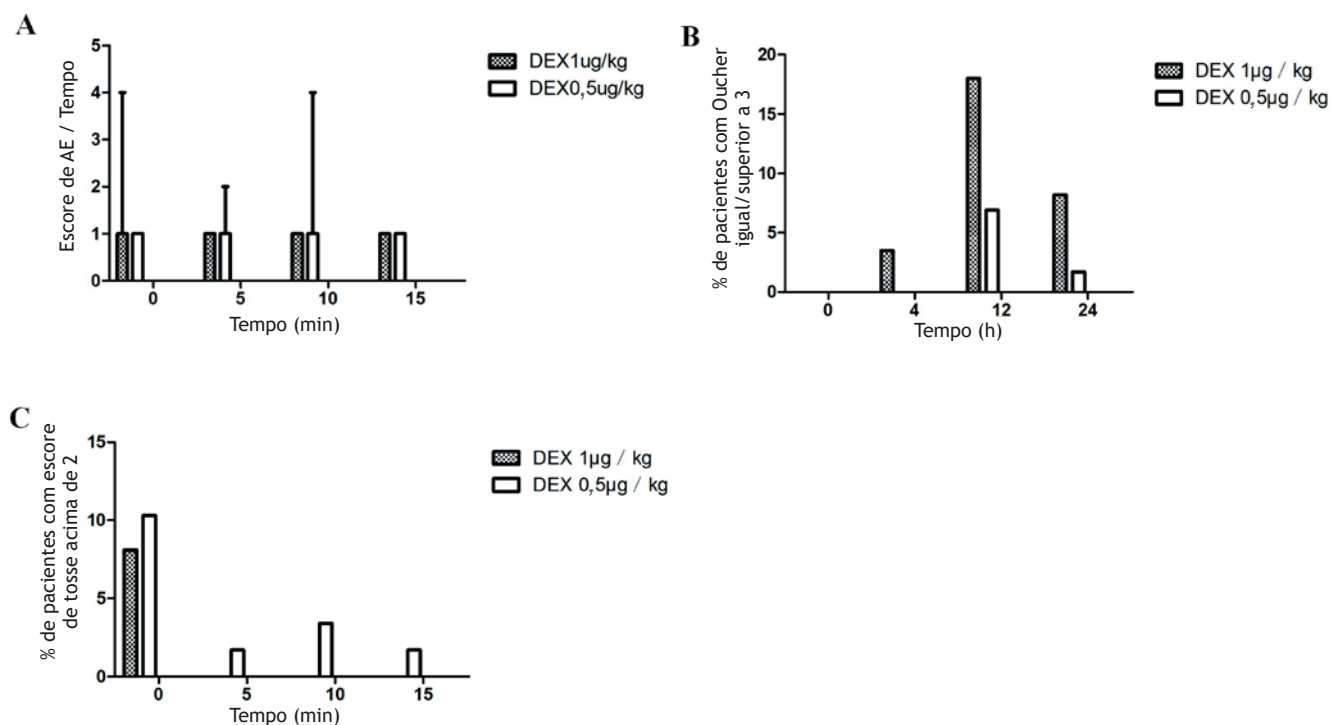 A
5
4
3
2
1
0
Escore de AE / Tempo
0 5 10 15
Tempo (min)
DEX1ug/kg
DEX0,5ug/kg
B
20
15
10
5
0
% de pacientes com Oucher
igual/superior a 3
0 4 12 24
Tempo (h)
DEX 1µg / kg
DEX 0,5µg / kg
C
15
10
5
0
% de pacientes com escore
de tosse acima de 2
0 5 10 15
Tempo (min)
DEX 1µg / kg
DEX 0,5µg / kg